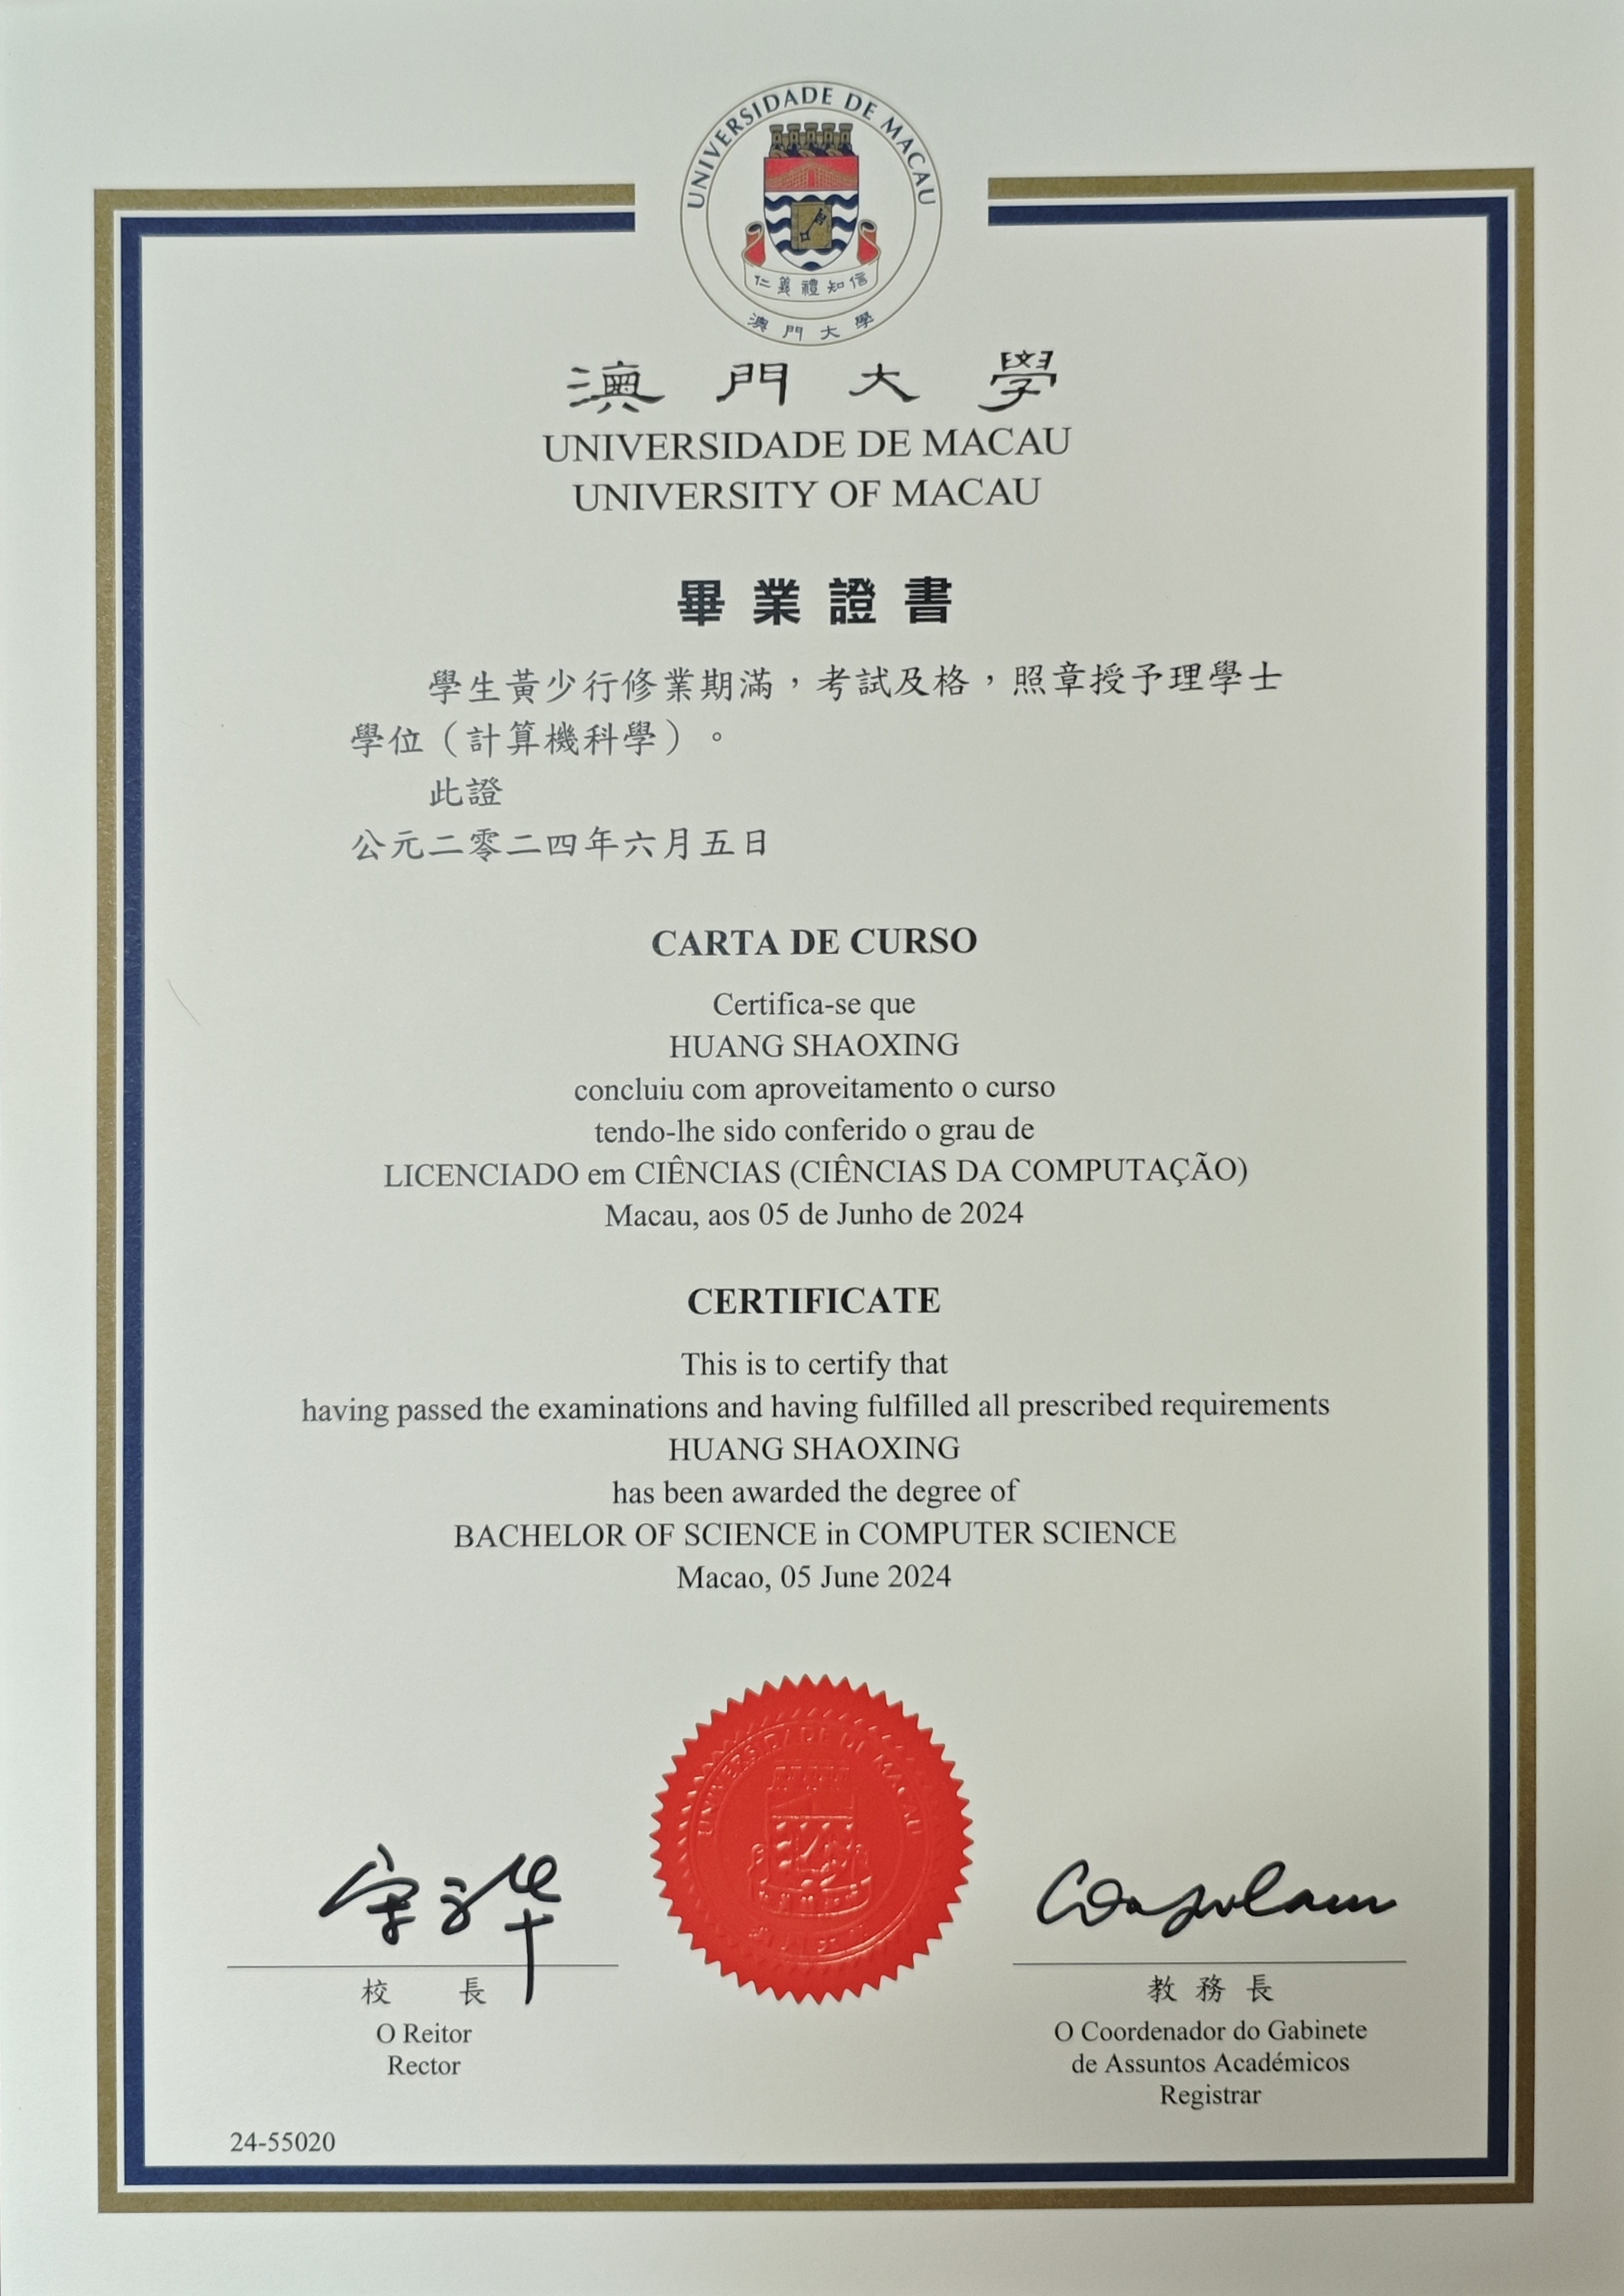 UNIVERSIDADE DE MACAU
仁義禮知信
澳門大學
澳門大學
UNIVERSIDADE DE MACAU
UNIVERSITY OF MACAU
畢業證書
學生黃少行修業期滿，考試及格，照章授予理學士
學位（計算機科學）。
此證
公元二零二四年六月五日
CARTA DE CURSO
Certifica-se que
HUANG SHAOXING
concluiu com aproveitamento o curso
tendo-lhe sido conferido o grau de
LICENCIADO em CIÊNCIAS (CIÊNCIAS DA COMPUTAÇÃO)
Macau, aos 05 de Junho de 2024
CERTIFICATE
This is to certify that
having passed the examinations and having fulfilled all prescribed requirements
HUANG SHAOXING
has been awarded the degree of
BACHELOR OF SCIENCE in COMPUTER SCIENCE
Macao, 05 June 2024
UNIVERSIDADE DE MACAU
校長
O Reitor
Rector
教務長
O Coordenador do Gabinete
de Assuntos Académicos
Registrar
24-55020